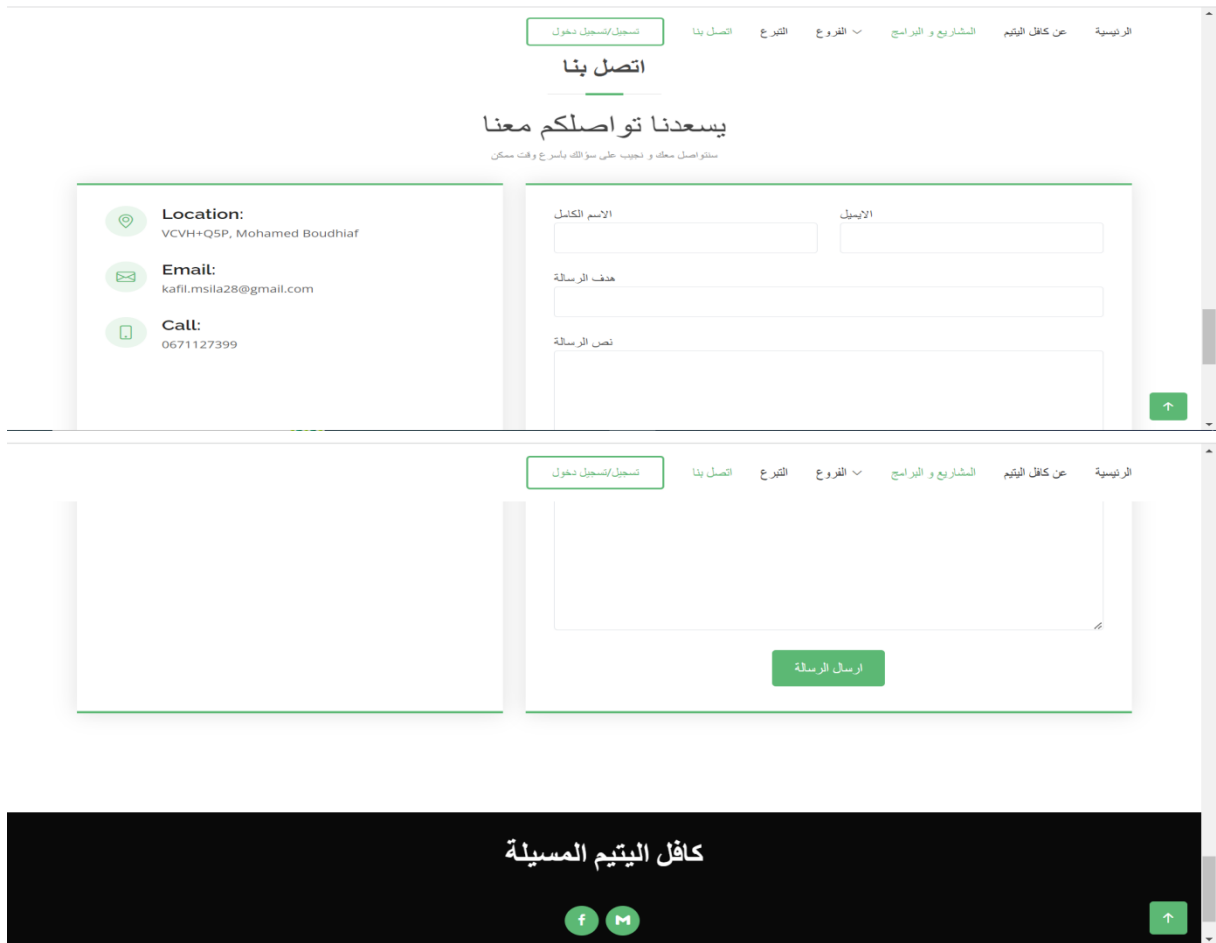 الرئيسية عن كافل اليتيم المشاريع و البرامج الفروع التبرع اتصل بنا تسجيل/تسجيل دخول
اتصل بنا
يسعدنا تواصلكم معنا
سنتواصل معك و نجيب على سؤالك باسرع وقت ممكن
Location:
VCVH+Q5P, Mohamed Boudhiaf
Email:
kafil.msila28@gmail.com
Call:
0671127399
الايميل الاسم الكامل
هدف الرسالة
نص الرسالة
الرئيسية عن كافل اليتيم المشاريع و البرامج الفروع التبرع اتصل بنا تسجيل/تسجيل دخول
ارسال الرسالة
كافل اليتيم المسيلة